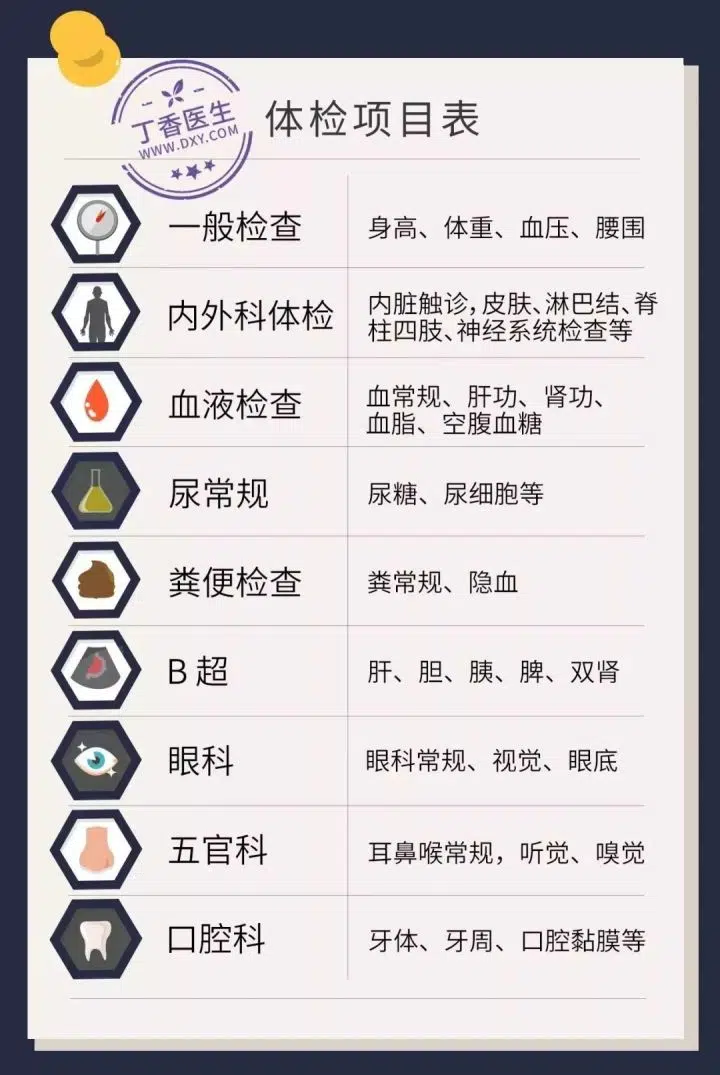 丁香医生
WWW.DXY.COM
体检项目表
一般检查
身高、体重、血压、腰围
内外科体检
内脏触诊，皮肤、淋巴结、脊
柱四肢、神经系统检查等
血液检查
血常规、肝功、肾功、
血脂、空腹血糖
尿常规
尿糖、尿细胞等
粪便检查
粪常规、隐血
B 超
肝、胆、胰、脾、双肾
眼科
眼科常规、视觉、眼底
五官科
耳鼻喉常规，听觉、嗅觉
口腔科
牙体、牙周、口腔黏膜等